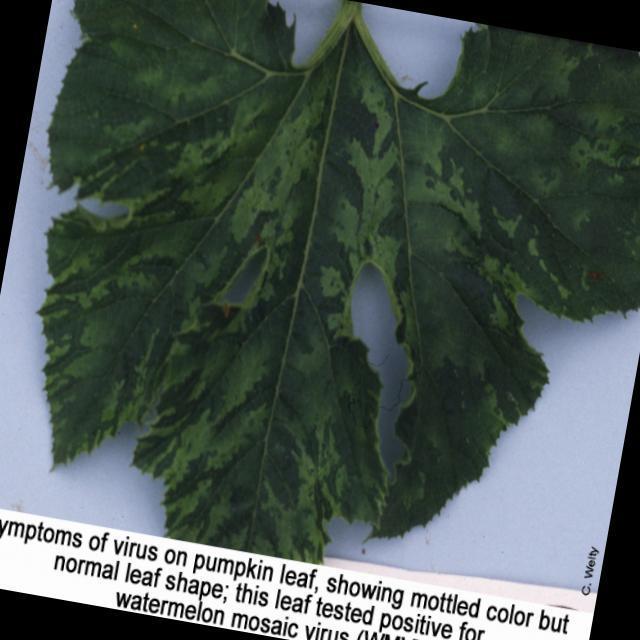 ymptoms of virus on pumpkin leaf, showing mottled color but
normal leaf shape; this leaf tested positive for
watermelon mosaic virus
C. Welty